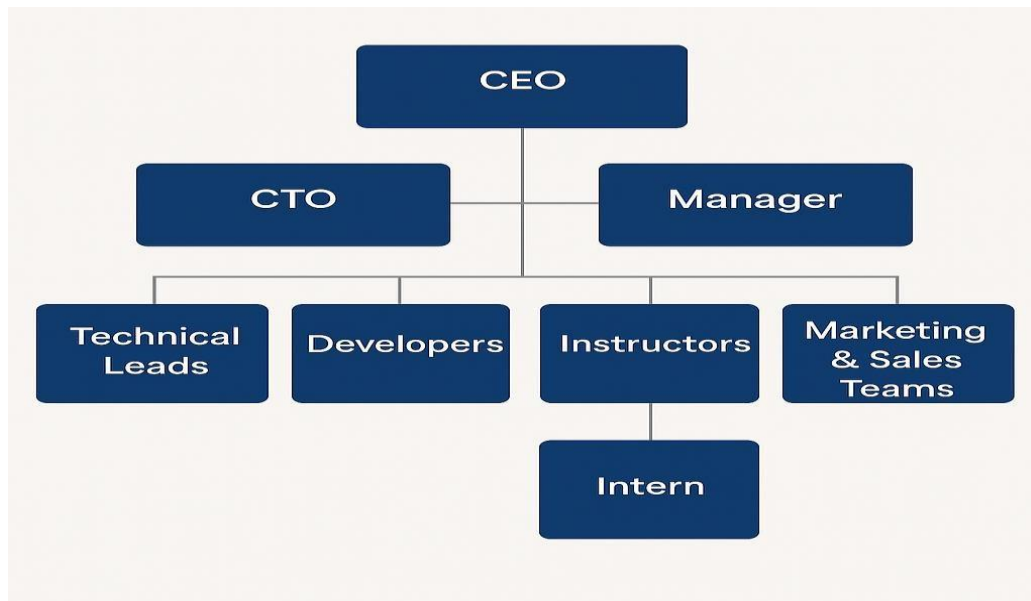 CEO
CTO
Manager
Technical
Leads
Developers
Instructors
Marketing
& Sales
Teams
Intern